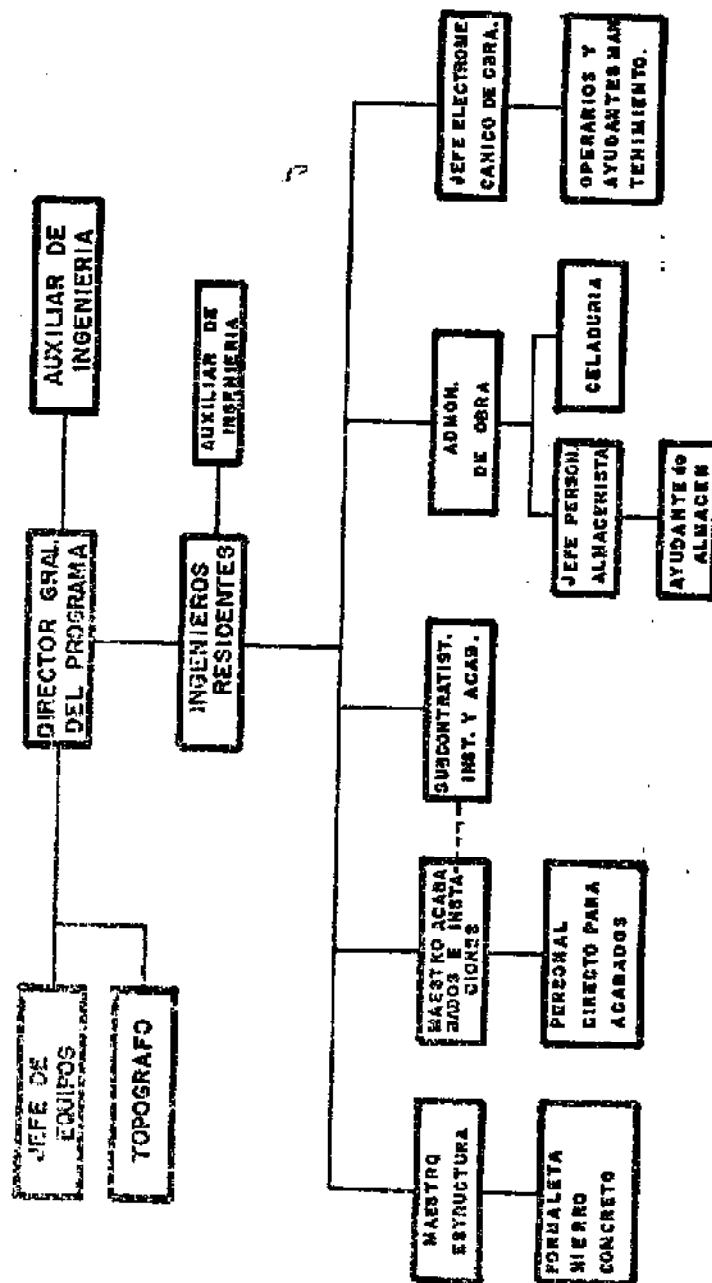 DIRECTOR GRAL.
DEL PROGRAMA
AUXILIAR DE
INGENIERIA
JEFE DE
EQUIPOS
TOPOGRAFO
INGENIEROS
RESIDENTES
AUXILIAR DE
INGENIERIA
MAESTRO
ESTRUCTURA
MAESTRO ACABA
DADOS E INSTA-
CIONES
SUBCONTRATIST.
INST. Y ACAB.
ADMON.
DE OBRA
JEFE ELECTROME
CANICO DE OBRA.
FORMALETA
HIERRO
CONCRETO
PERSONAL
DIRECTO PARA
ACABADOS
JEFE PERSON.
ALMACENISTA
CELADURIA
OPERARIOS Y
AYUDANTES MAN
TENIMIENTO.
AYUDANTE de
ALMACEN